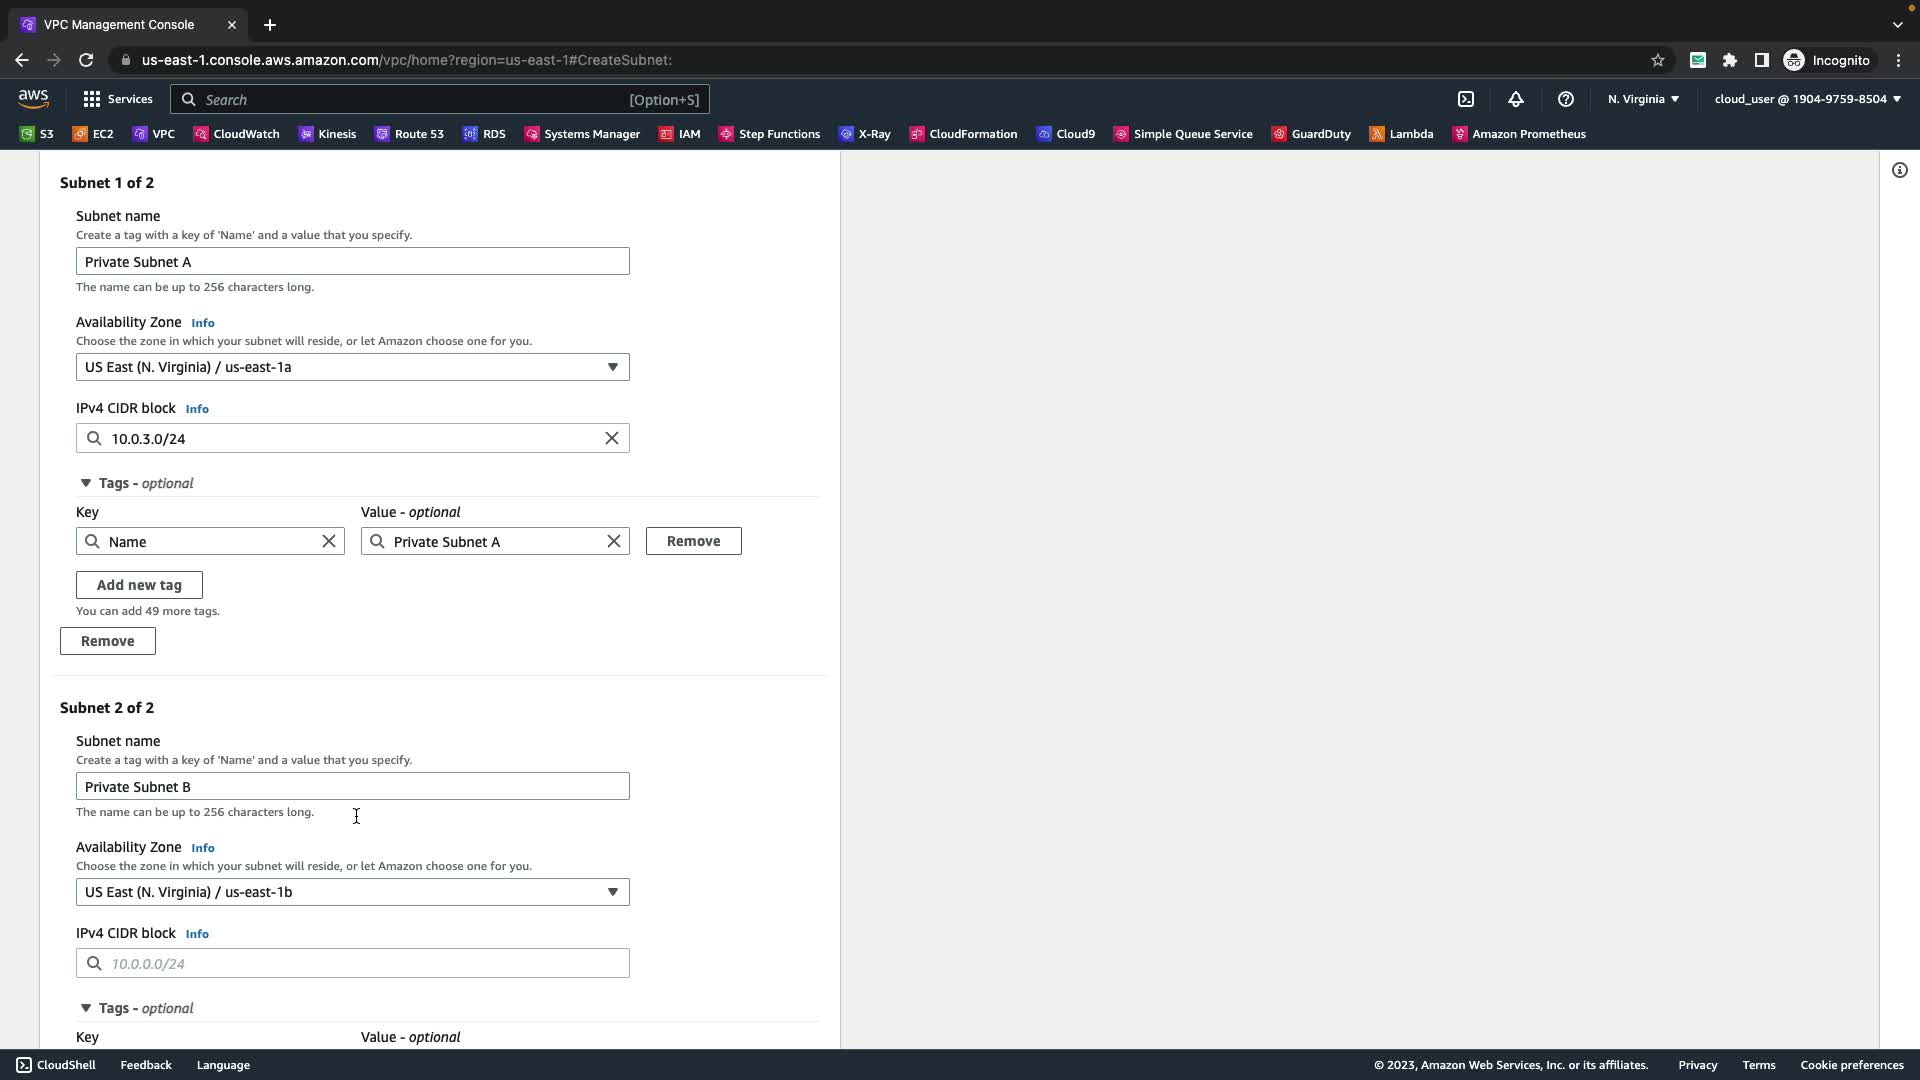 VPC Management Console
us-east-1.console.aws.amazon.com/vpc/home?region=us-east-1#CreateSubnet:
Incognito
aws
Services
Search
[Option+S]
N. Virginia
cloud_user @ 1904-9759-8504
S3
EC2
VPC
CloudWatch
Kinesis
Route 53
RDS
Systems Manager
IAM
Step Functions
X-Ray
CloudFormation
Cloud9
Simple Queue Service
GuardDuty
Lambda
Amazon Prometheus
Subnet 1 of 2
Subnet name
Create a tag with a key of 'Name' and a value that you specify.
Private Subnet A
The name can be up to 256 characters long.
Availability Zone Info
Choose the zone in which your subnet will reside, or let Amazon choose one for you.
US East (N. Virginia) / us-east-1a
IPv4 CIDR block Info
10.0.3.0/24
Tags - optional
Key
Value - optional
Name
Private Subnet A
Remove
Add new tag
You can add 49 more tags.
Remove
Subnet 2 of 2
Subnet name
Create a tag with a key of 'Name' and a value that you specify.
Private Subnet B
The name can be up to 256 characters long.
Availability Zone Info
Choose the zone in which your subnet will reside, or let Amazon choose one for you.
US East (N. Virginia) / us-east-1b
IPv4 CIDR block Info
10.0.0.0/24
Tags - optional
Key
Value - optional
CloudShell
Feedback
Language
© 2023, Amazon Web Services, Inc. or its affiliates.
Privacy
Terms
Cookie preferences